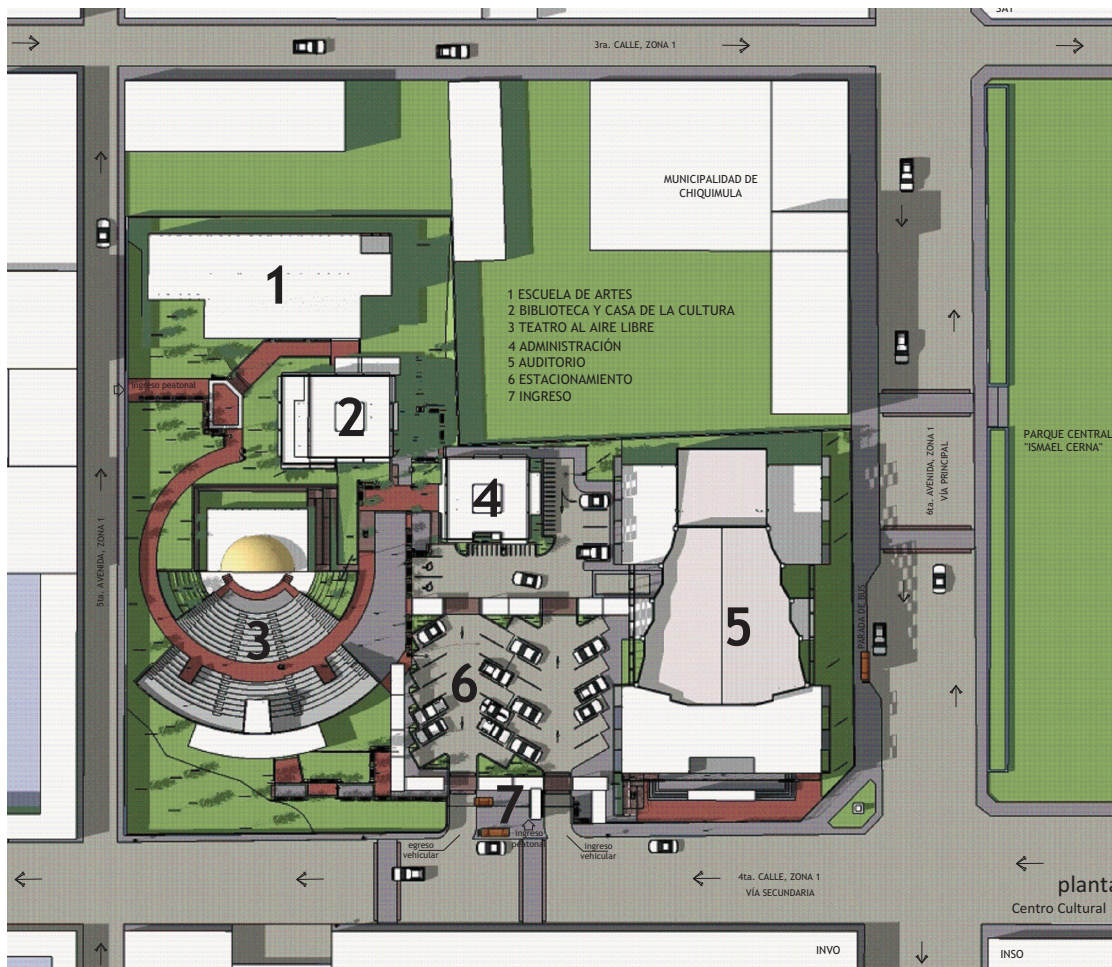 SAT
3ra. CALLE, ZONA 1
MUNICIPALIDAD DE
CHIQUIMULA
1
1 ESCUELA DE ARTES
2 BIBLIOTECA Y CASA DE LA CULTURA
3 TEATRO AL AIRE LIBRE
4 ADMINISTRACIÓN
5 AUDITORIO
6 ESTACIONAMIENTO
7 INGRESO
ingreso peatonal
2
PARQUE CENTRAL
"ISMAEL CERNA"
6ta. AVENIDA, ZONA 1
VÍA PRINCIPAL
4
5ta. AVENIDA, ZONA 1
3
5
PARADA DE BUS
6
7
egreso
vehicular
ingreso
peatonal
ingreso
vehicular
4ta. CALLE, ZONA 1
VÍA SECUNDARIA
planta
Centro Cultural
INVO
INSO